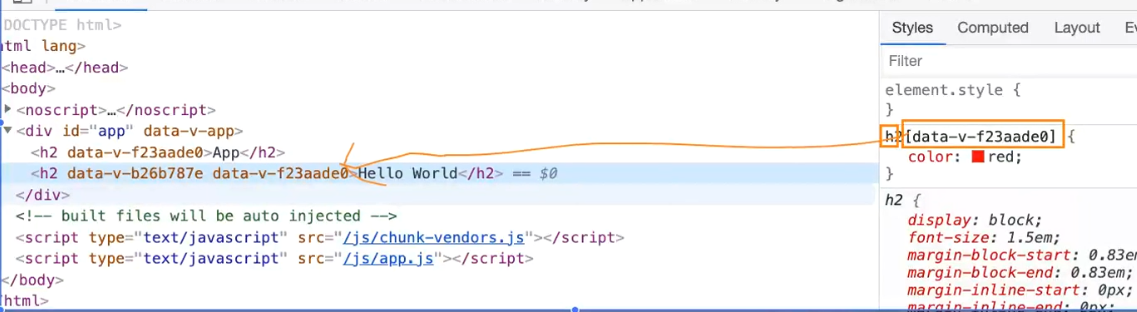 DOCTYPE html>
html lang>
<head>…</head>
<body>
<noscript>…</noscript>
<div id="app" data-v-app>
<h2 data-v-f23aade0>App</h2>
<h2 data-v-b26b787e data-v-f23aade0>Hello World</h2> == $0
</div>
<!-- built files will be auto injected -->
<script type="text/javascript" src="/js/chunk-vendors.js"></script>
<script type="text/javascript" src="/js/app.js"></script>
</body>
html>
Styles Computed Layout
Filter
element.style {
}
h2[data-v-f23aade0] {
color: red;
}
h2 {
display: block;
font-size: 1.5em;
margin-block-start: 0.83em
margin-block-end: 0.83em;
margin-inline-start: 0px;
margin-inline-end: 0px;